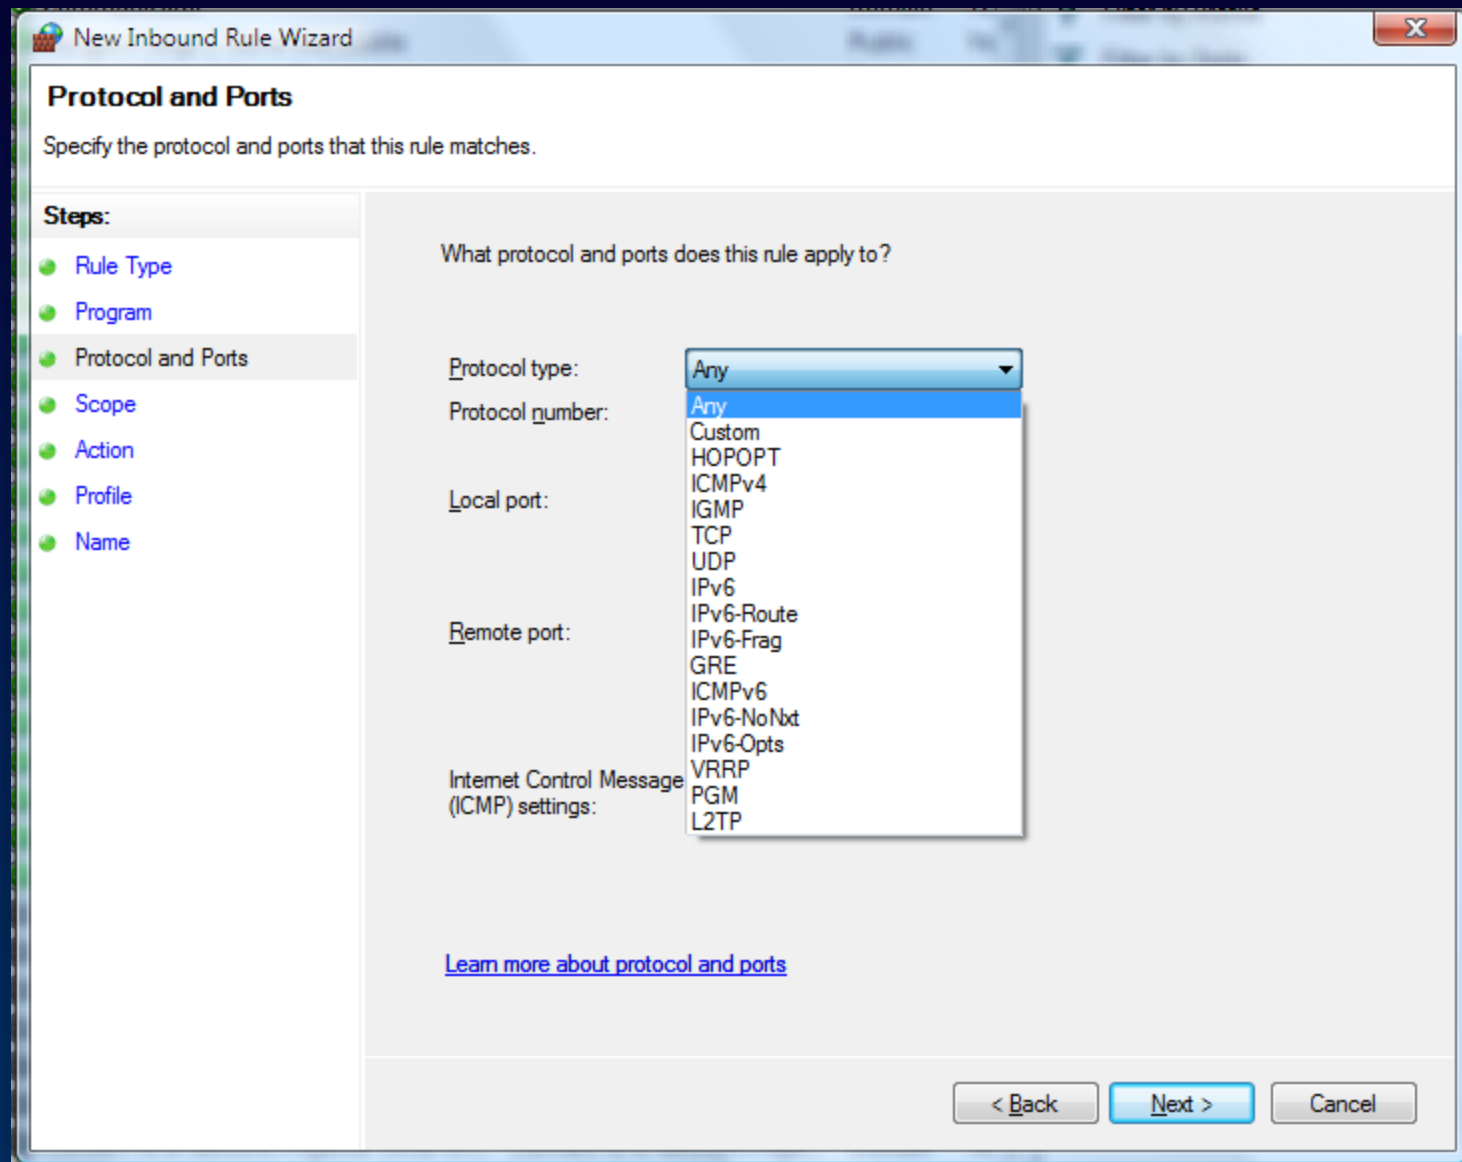 New Inbound Rule Wizard
Protocol and Ports
Specify the protocol and ports that this rule matches.
Steps:
Rule Type
Program
Protocol and Ports
Scope
Action
Profile
Name
What protocol and ports does this rule apply to?
Protocol type:
Any
Protocol number:
Any
Custom
HOPOPT
ICMPv4
IGMP
TCP
UDP
IPv6
IPv6-Route
IPv6-Frag
GRE
ICMPv6
IPv6-NoNxt
IPv6-Opts
VRRP
PGM
L2TP
Local port:
Remote port:
Internet Control Message
(ICMP) settings:
Learn more about protocol and ports
< Back
Next >
Cancel